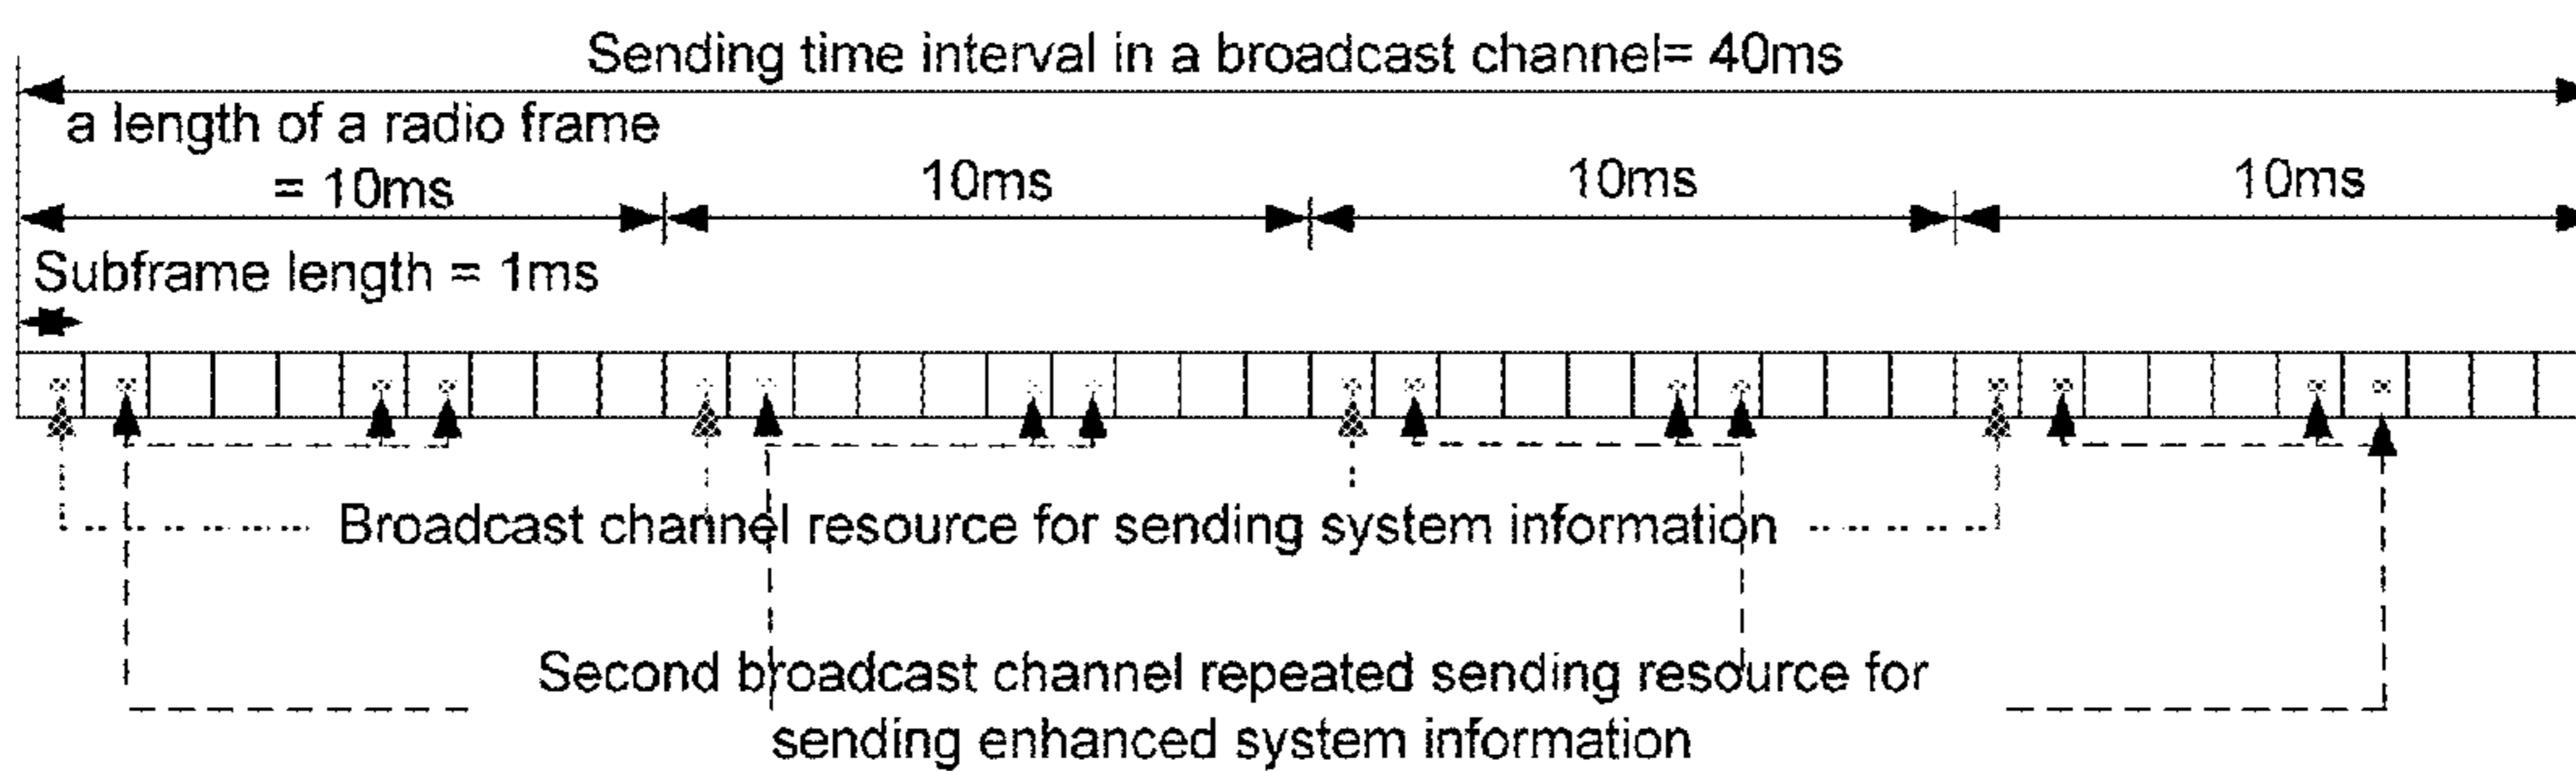 Sending time interval in a broadcast channel= 40ms
a length of a radio frame
= 10ms
10ms
10ms
10ms
Subframe length = 1ms
Broadcast channel resource for sending system information
Second broadcast channel repeated sending resource for
sending enhanced system information